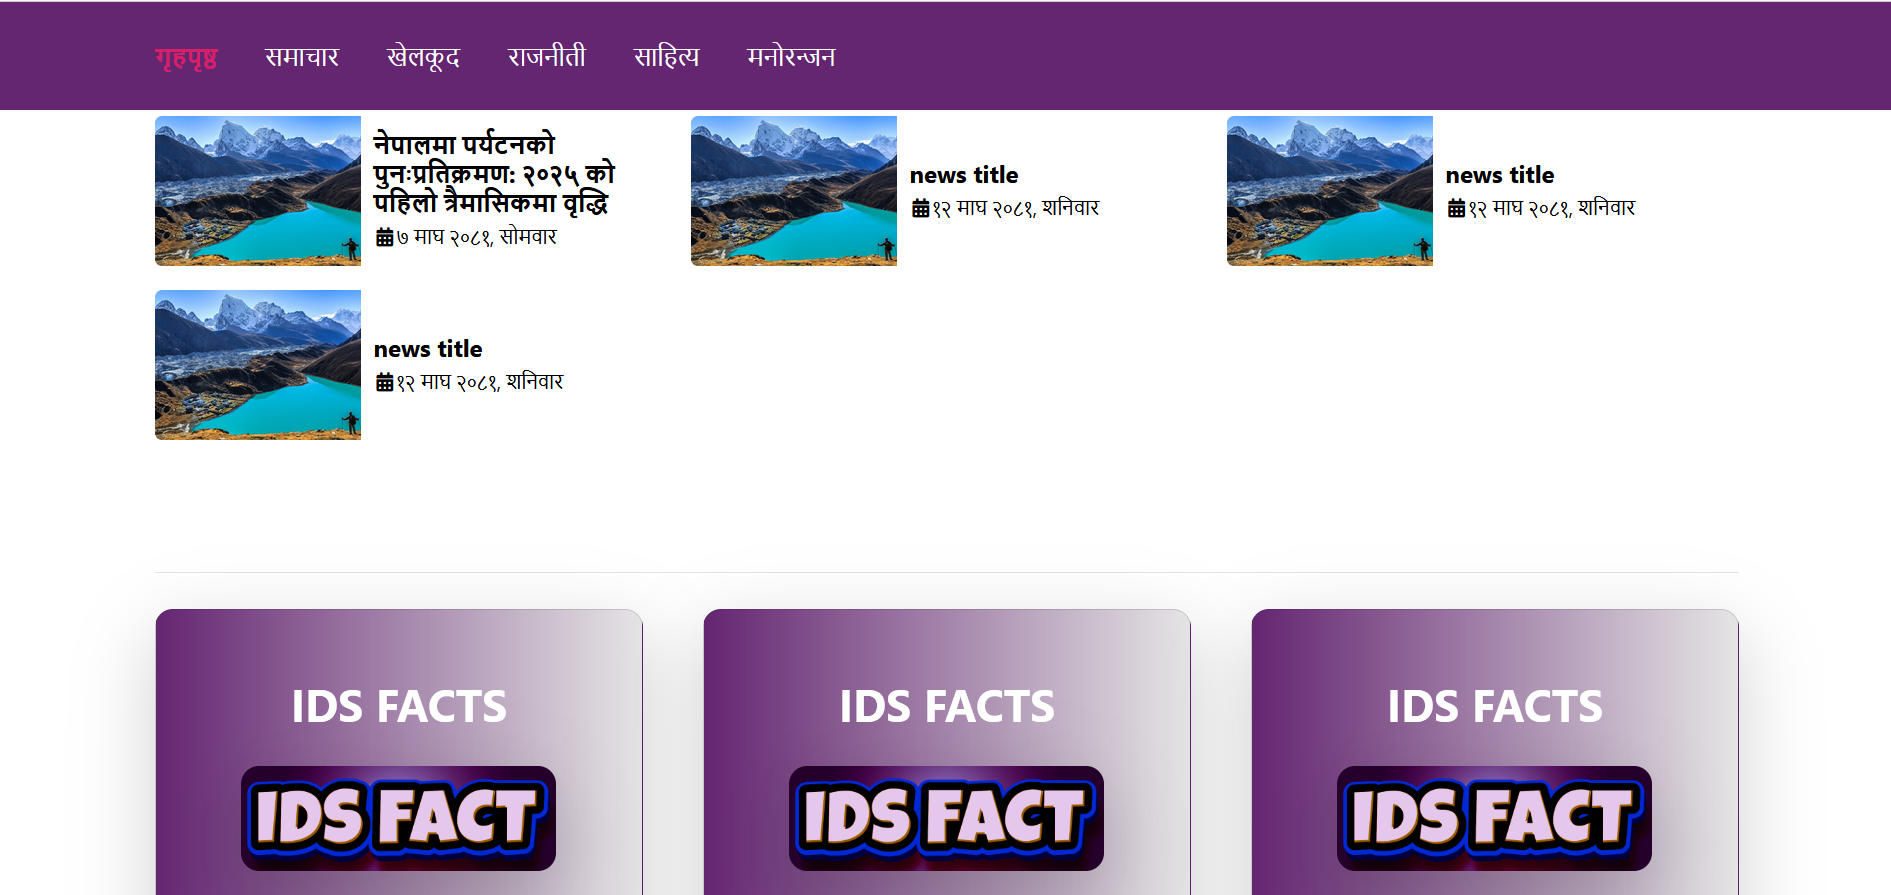 गृहपृष्ठ समाचार खेलकूद राजनीती साहित्य मनोरन्जन
नेपालमा पर्यटनको
पुनःप्रतिक्रमण: २०२५ को
पहिलो त्रैमासिकमा वृद्धि
७ माघ २०८१, सोमवार
news title
१२ माघ २०८१, शनिवार
news title
१२ माघ २०८१, शनिवार
news title
१२ माघ २०८१, शनिवार
IDS FACTS
IDS FACT
IDS FACTS
IDS FACT
IDS FACTS
IDS FACT